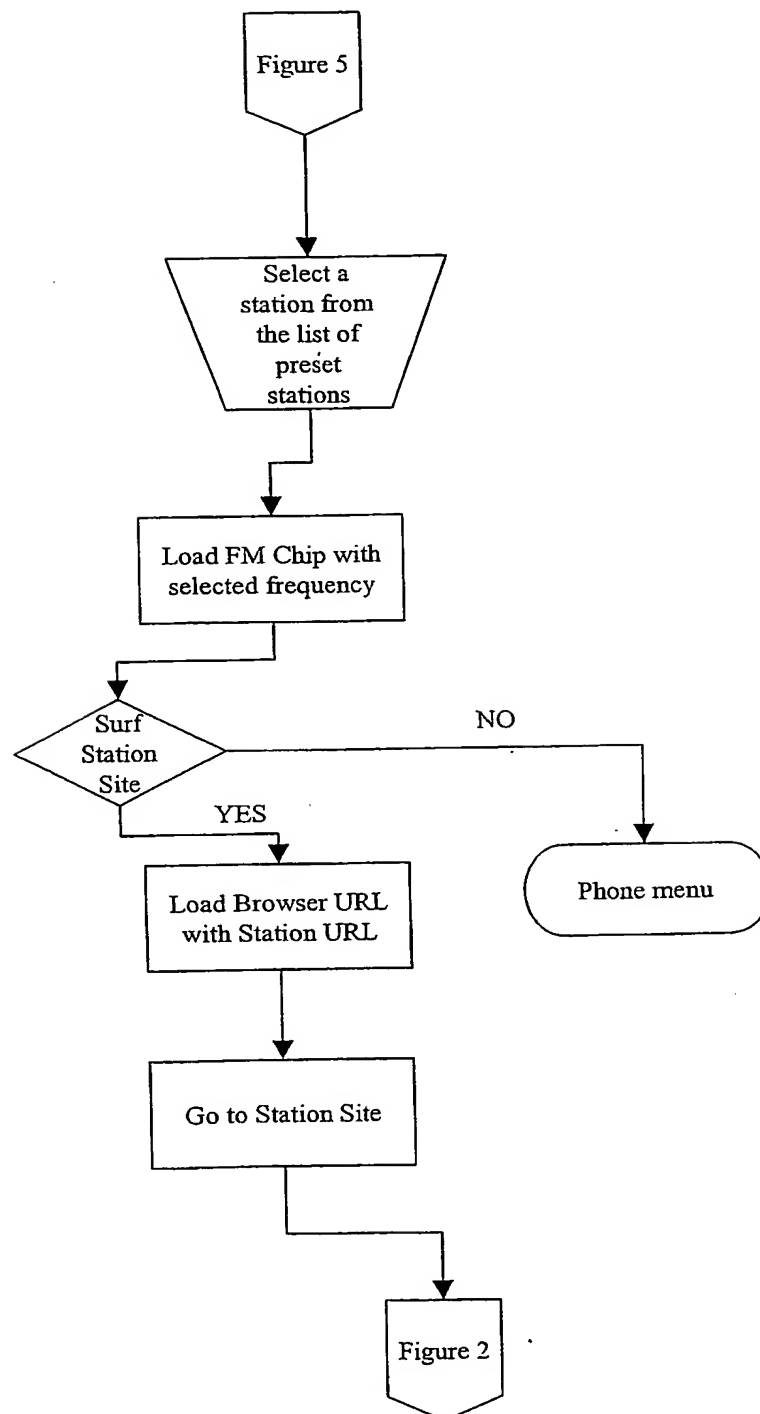 Figure 5
Select a
station from
the list of
preset
stations
Load FM Chip with
selected frequency
Surf
Station
Site
NO
YES
Load Browser URL
with Station URL
Phone menu
Go to Station Site
Figure 2